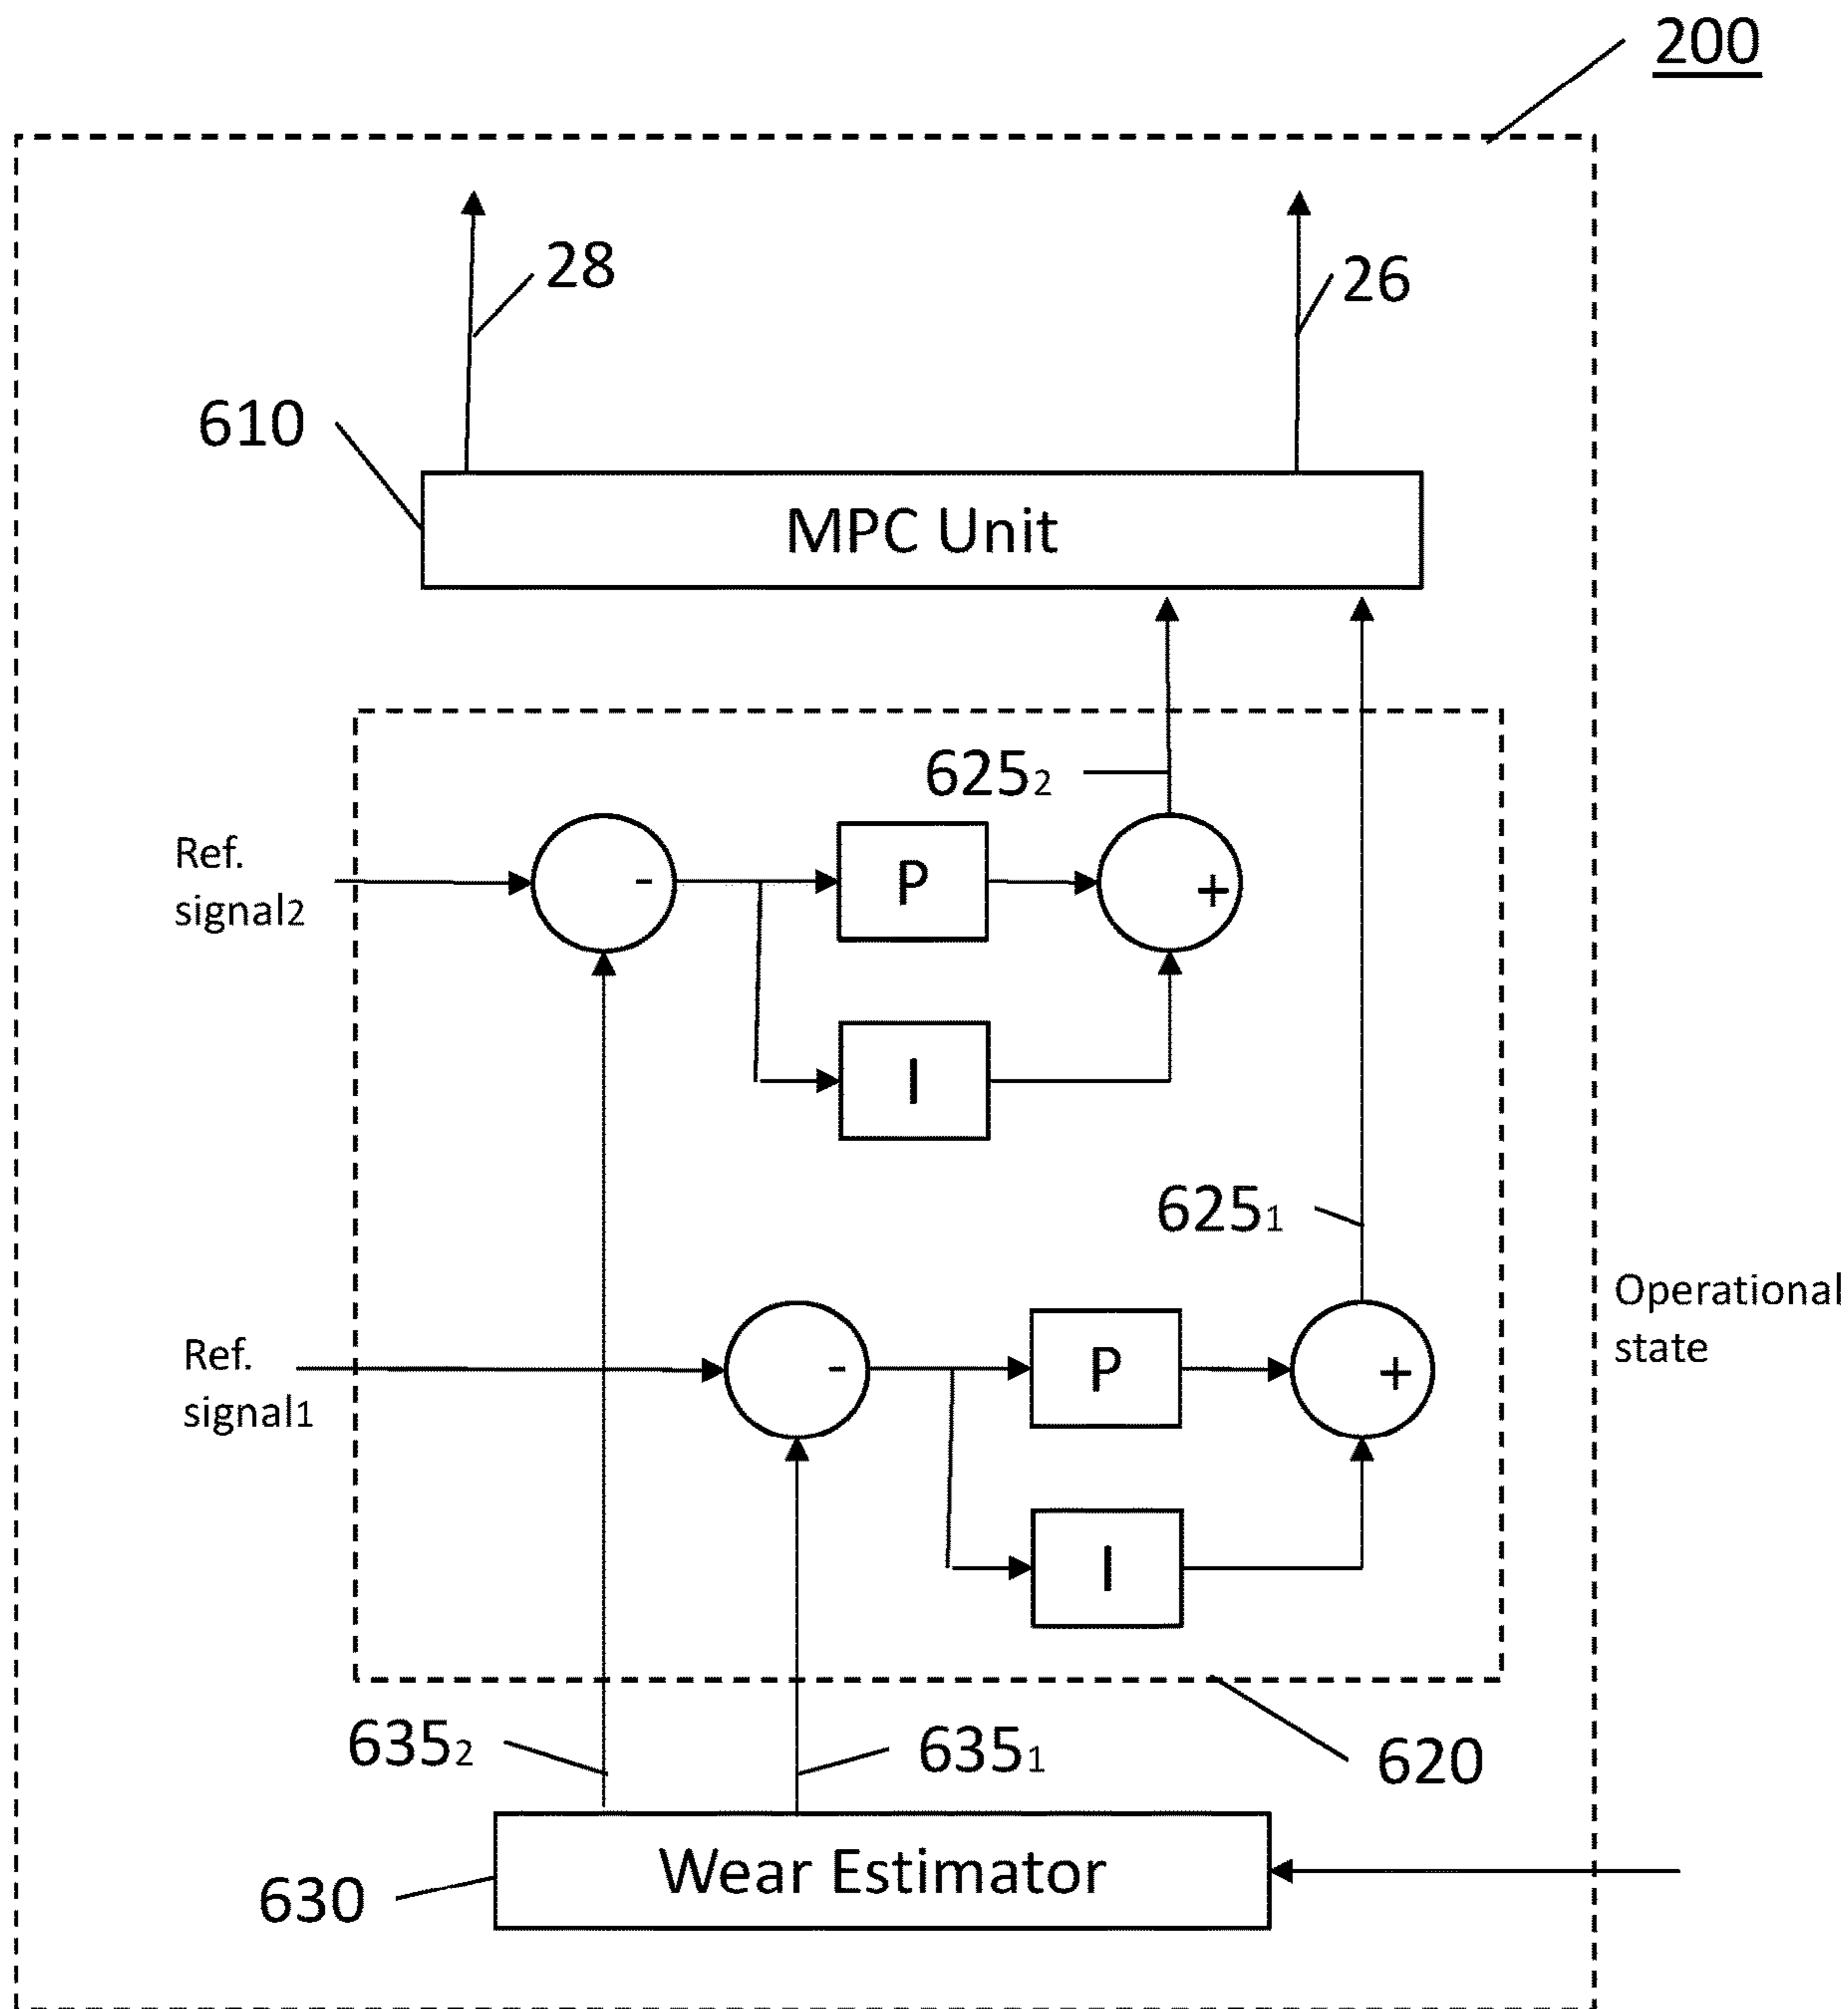 200
28
26
610
MPC Unit
625₂
Ref.
signal2
-
P
+
I
625₁
Operational
state
Ref.
signal1
-
P
+
I
635₂
635₁
620
Wear Estimator
630